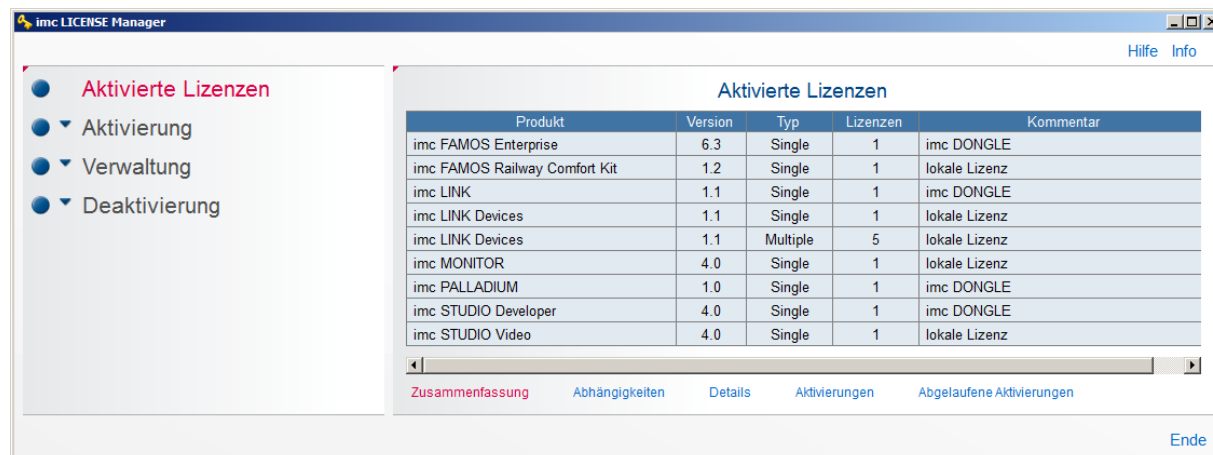 imc LICENSE Manager
Hilfe Info
Aktivierte Lizenzen
Aktivierung
Verwaltung
Deaktivierung
Aktivierte Lizenzen
Produkt Version Typ Lizenzen Kommentar
imc FAMOS Enterprise 6.3 Single 1 imc DONGLE
imc FAMOS Railway Comfort Kit 1.2 Single 1 lokale Lizenz
imc LINK 1.1 Single 1 imc DONGLE
imc LINK Devices 1.1 Single 1 lokale Lizenz
imc LINK Devices 1.1 Multiple 5 lokale Lizenz
imc MONITOR 4.0 Single 1 lokale Lizenz
imc PALLADIUM 1.0 Single 1 imc DONGLE
imc STUDIO Developer 4.0 Single 1 imc DONGLE
imc STUDIO Video 4.0 Single 1 lokale Lizenz
Zusammenfassung Abhängigkeiten Details Aktivierungen Abgelaufene Aktivierungen
Ende